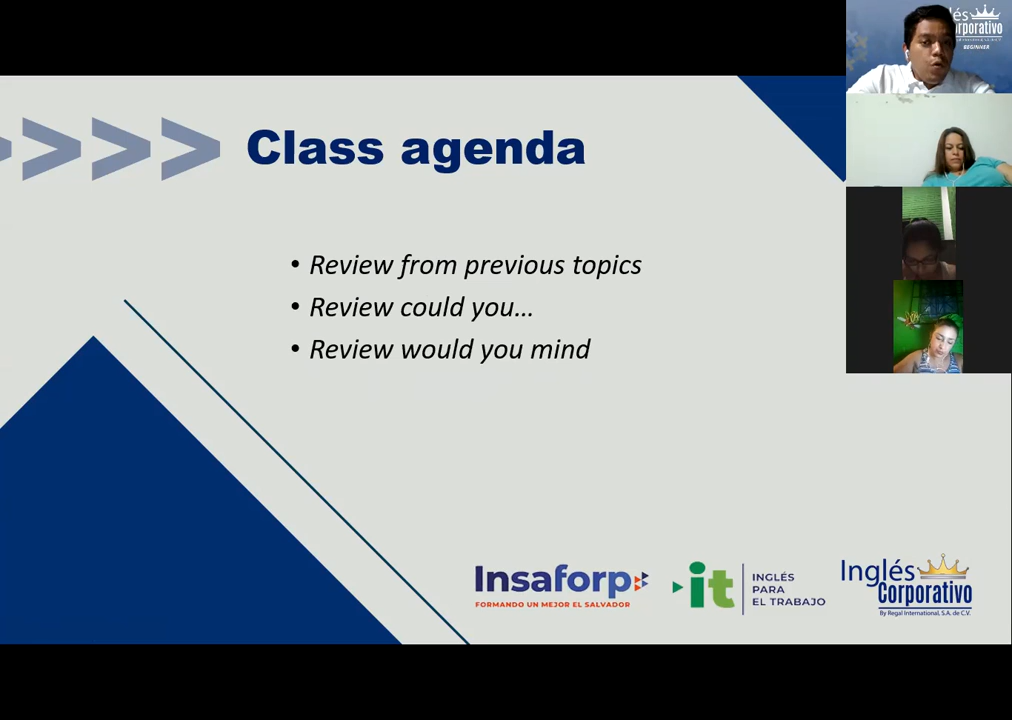 Class agenda
• Review from previous topics
• Review could you...
• Review would you mind
Insaforp
FORMANDO UN MEJOR EL SALVADOR
it
INGLÉS
PARA
EL TRABAJO
Inglés
Corporativo
By Regal International, S.A. de C.V.
Corporativo
BEGINNER